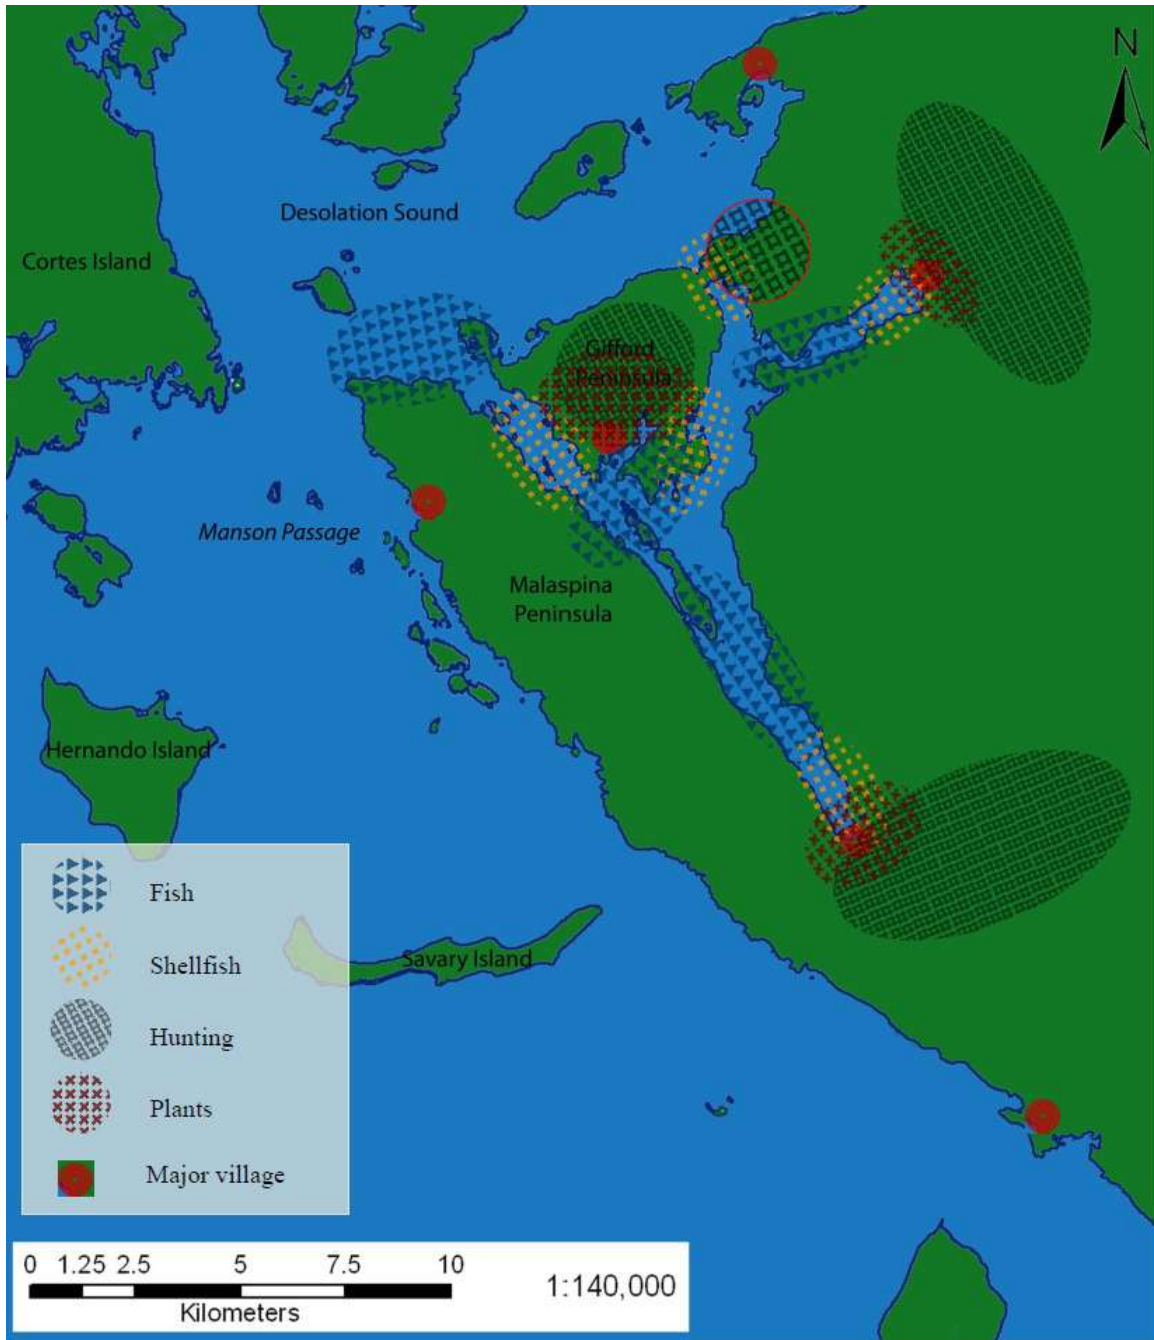 N
Desolation Sound
Cortes Island
Gifford
Peninsula
Manson Passage
Malaspina
Peninsula
Hernando Island
Savary Island
Fish
Shellfish
Hunting
Plants
Major village
0 1.25 2.5 5 7.5 10
1:140,000
Kilometers